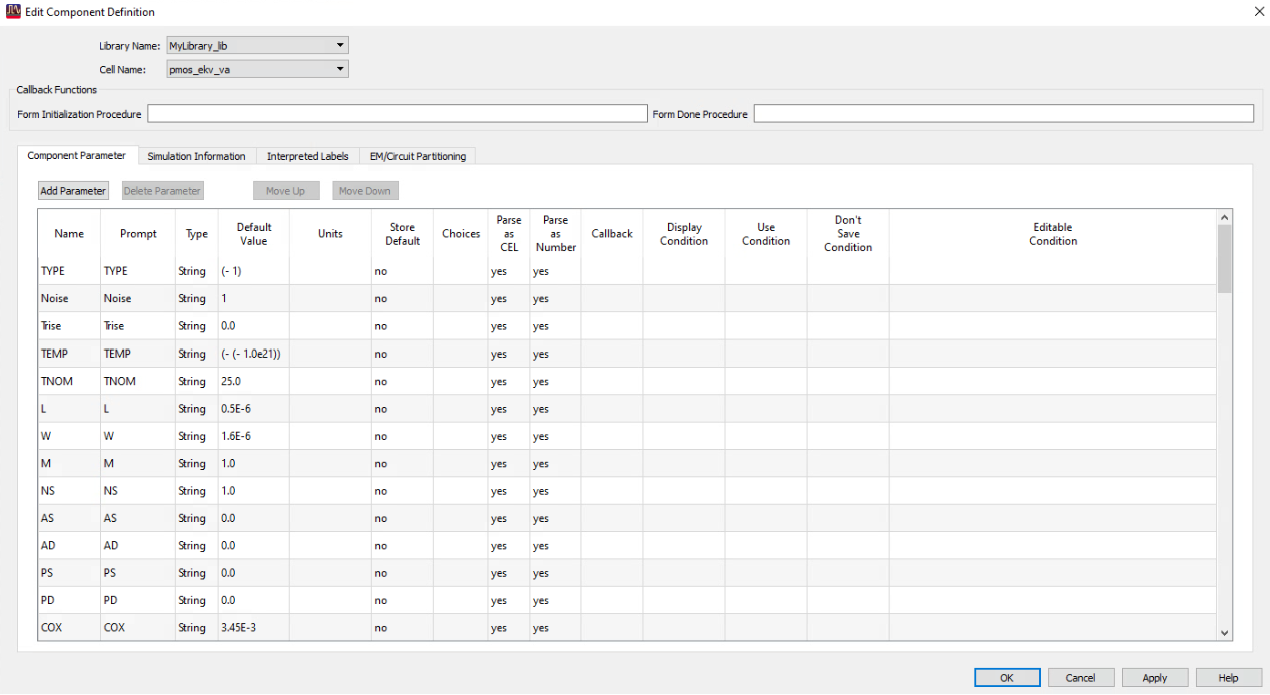 Edit Component Definition
Library Name: MyLibrary_lib
Cell Name: pmos_ekv_va
Callback Functions
Form Initialization Procedure Form Done Procedure
Component Parameter Simulation Information Interpreted Labels EM/Circuit Partitioning
Add Parameter Delete Parameter Move Up Move Down
Name Prompt Type Default Value Units Store Default Choices Parse as CEL Parse as Number Callback Display Condition Use Condition Don't Save Condition Editable Condition
TYPE TYPE String (- 1) no yes yes
Noise Noise String 1 no yes yes
Trise Trise String 0.0 no yes yes
TEMP TEMP String (- (- 1.0e21)) no yes yes
TNOM TNOM String 25.0 no yes yes
L L String 0.5E-6 no yes yes
W W String 1.6E-6 no yes yes
M M String 1.0 no yes yes
NS NS String 1.0 no yes yes
AS AS String 0.0 no yes yes
AD AD String 0.0 no yes yes
PS PS String 0.0 no yes yes
PD PD String 0.0 no yes yes
COX COX String 3.45E-3 no yes yes
OK Cancel Apply Help